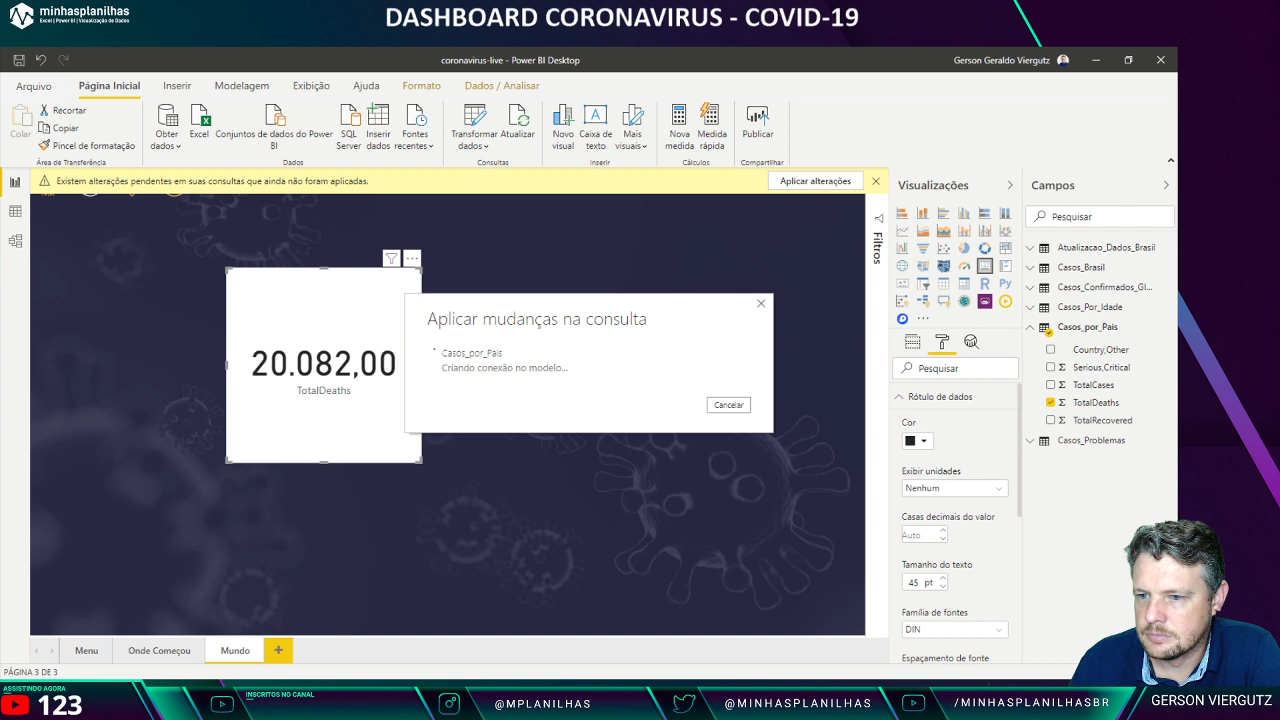 minhasplanilhas
Excel | Power BI | Visualização de Dados
DASHBOARD CORONAVIRUS - COVID-19
coronavirus-live - Power BI Desktop
Gerson Geraldo Viergutz
Arquivo
Página Inicial
Inserir
Modelagem
Exibição
Ajuda
Formato
Dados / Analisar
Colar
Recortar
Copiar
Pincel de formatação
Área de Transferência
Obter dados
Excel
Conjuntos de dados do Power BI
SQL Server
Inserir dados
Fontes recentes
Dados
Transformar dados
Atualizar
Consultas
Novo visual
Caixa de texto
Mais visuais
Inserir
Nova medida
Medida rápida
Cálculos
Publicar
Compartilhar
Existem alterações pendentes em suas consultas que ainda não foram aplicadas.
Aplicar alterações
20.082,00
TotalDeaths
Aplicar mudanças na consulta
Casos_por_Pais
Criando conexão no modelo...
Cancelar
Filtros
Visualizações
R
Py
Pesquisar
Rótulo de dados
Cor
Exibir unidades
Nenhum
Casas decimais do valor
Auto
Tamanho do texto
45 pt
Família de fontes
DIN
Espaçamento de fonte
Campos
Pesquisar
Atualizacao_Dados_Brasil
Casos_Brasil
Casos_Confirmados_Gl...
Casos_Por_Idade
Casos_por_Pais
Country,Other
Serious,Critical
TotalCases
TotalDeaths
TotalRecovered
Casos_Problemas
Menu
Onde Começou
Mundo
PÁGINA 3 DE 3
ASSISTINDO AGORA
123
INSCRITOS NO CANAL
@MPLANILHAS
@MINHASPLANILHAS
/MINHASPLANILHASBR
GERSON VIERGUTZ